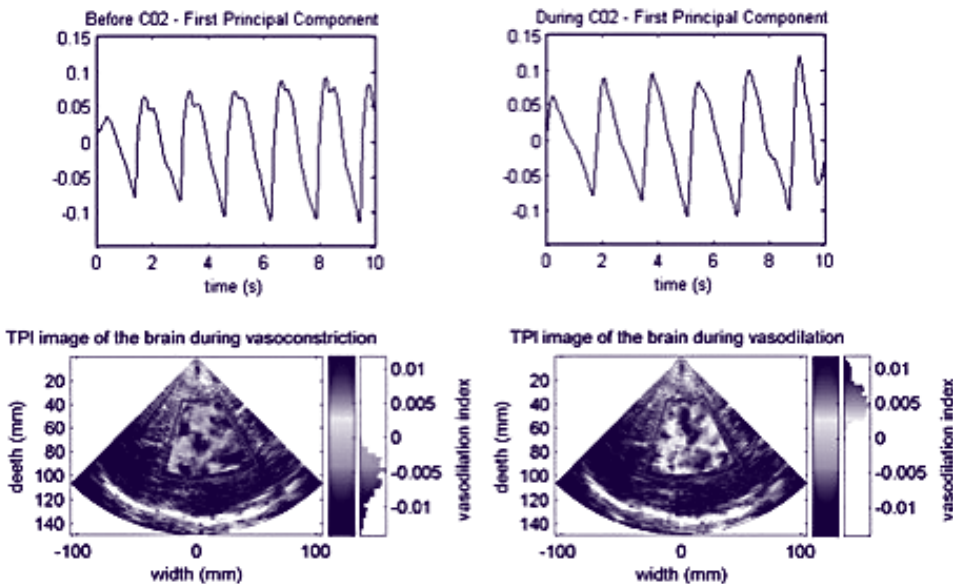 Before C02 - First Principal Component
0.15
0.1
0.05
0
-0.05
-0.1
0 2 4 6 8 10
time (s)
During C02 - First Principal Component
0.15
0.1
0.05
0
-0.05
-0.1
0 2 4 6 8 10
time (s)
TPI image of the brain during vasoconstriction
20
40
60
80
100
120
140
deeth (mm)
-100 0 100
width (mm)
0.01
0.005
0
-0.005
-0.01
vasodilation index
TPI image of the brain during vasodilation
20
40
60
80
100
120
140
deeth (mm)
-100 0 100
width (mm)
0.01
0.005
0
-0.005
-0.01
vasodilation index